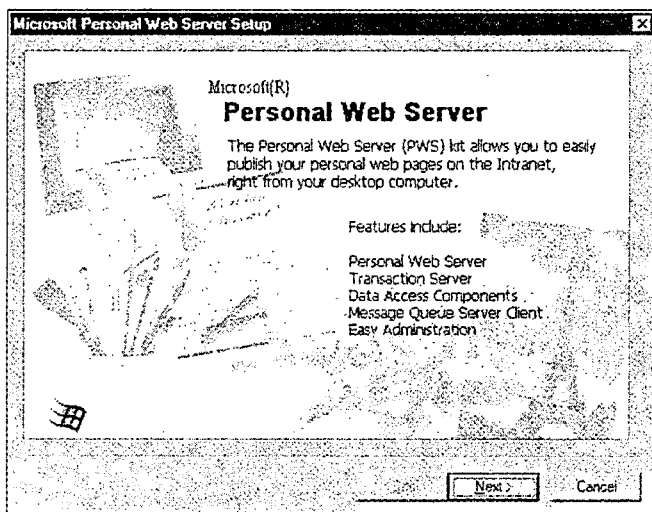 Microsoft Personal Web Server Setup
Microsoft(R)
Personal Web Server
The Personal Web Server (PWS) kit allows you to easily
publish your personal web pages on the Intranet,
right from your desktop computer.
Features include:
Personal Web Server
Transaction Server
Data Access Components
Message Queue Server Client
Easy Administration
Next >
Cancel